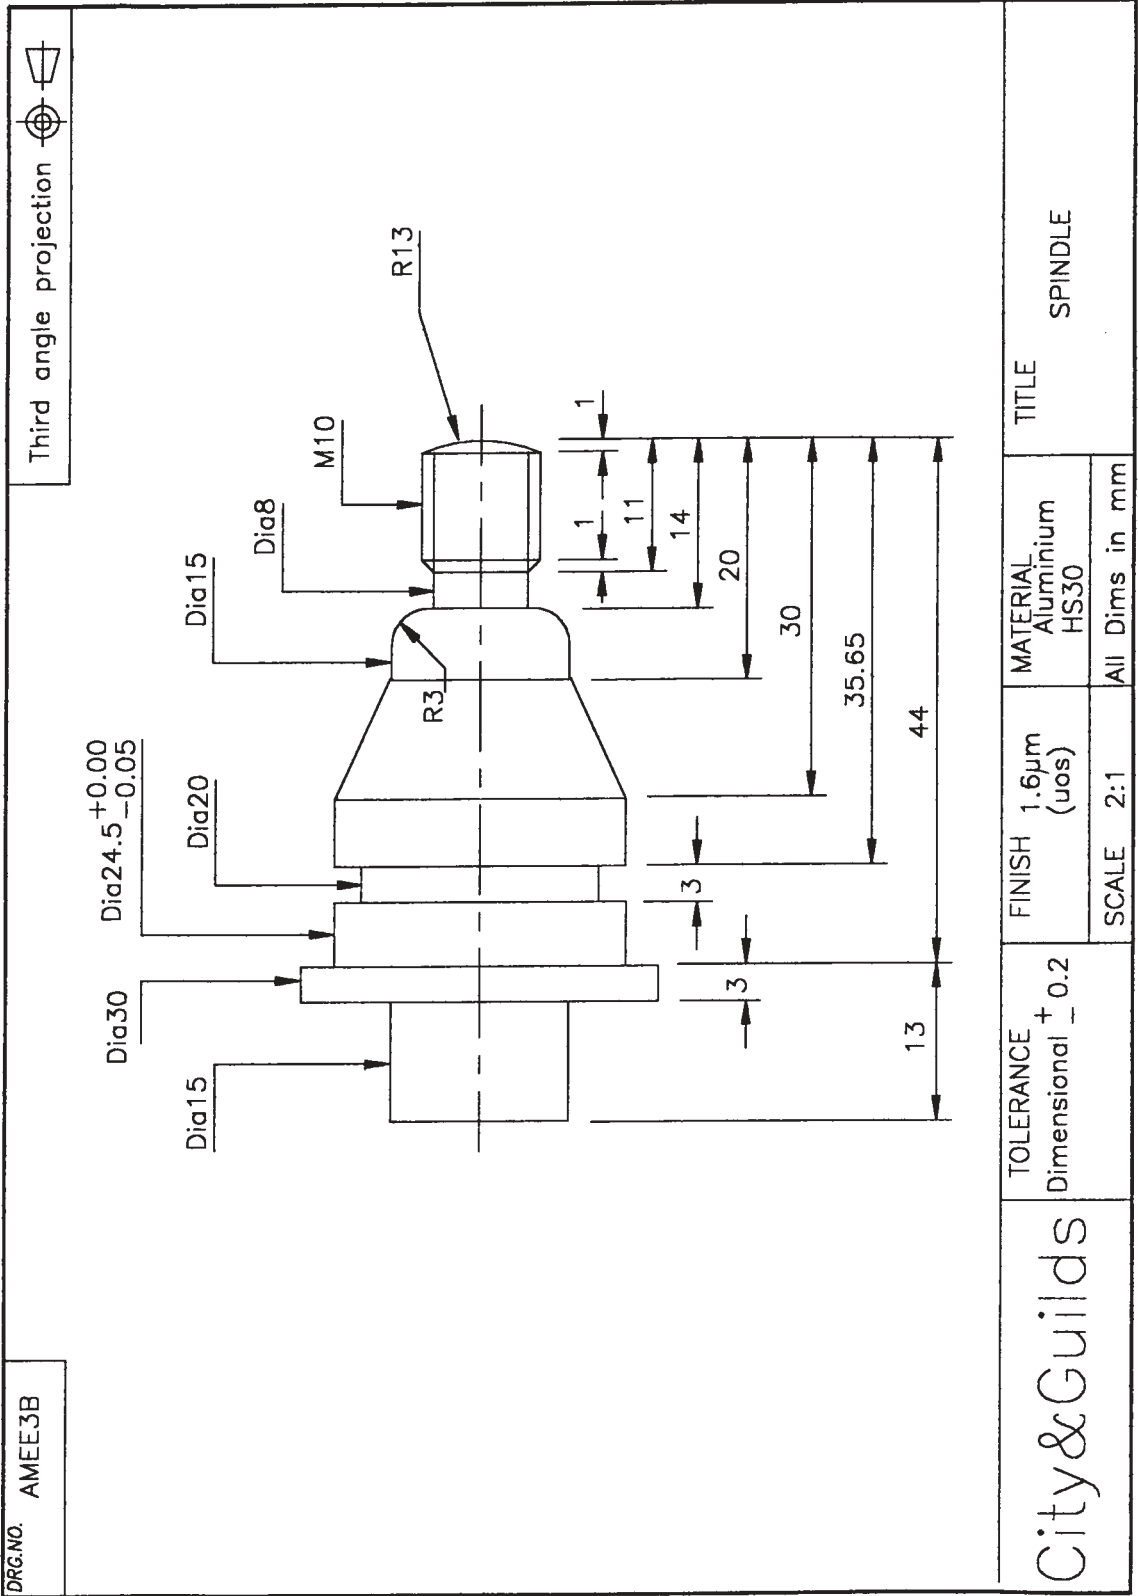 DRG.NO. AMEE3B
Third angle projection
Dia15
Dia30
Dia24.5 +0.00
-0.05
Dia20
Dia15
Dia8
M10
R13
R3
1
1
11
14
20
30
35.65
44
3
3
13
City&Guilds
TOLERANCE
Dimensional +_ 0.2
FINISH 1.6µm
(uos)
SCALE 2:1
MATERIAL
Aluminium
HS30
All Dims in mm
TITLE
SPINDLE